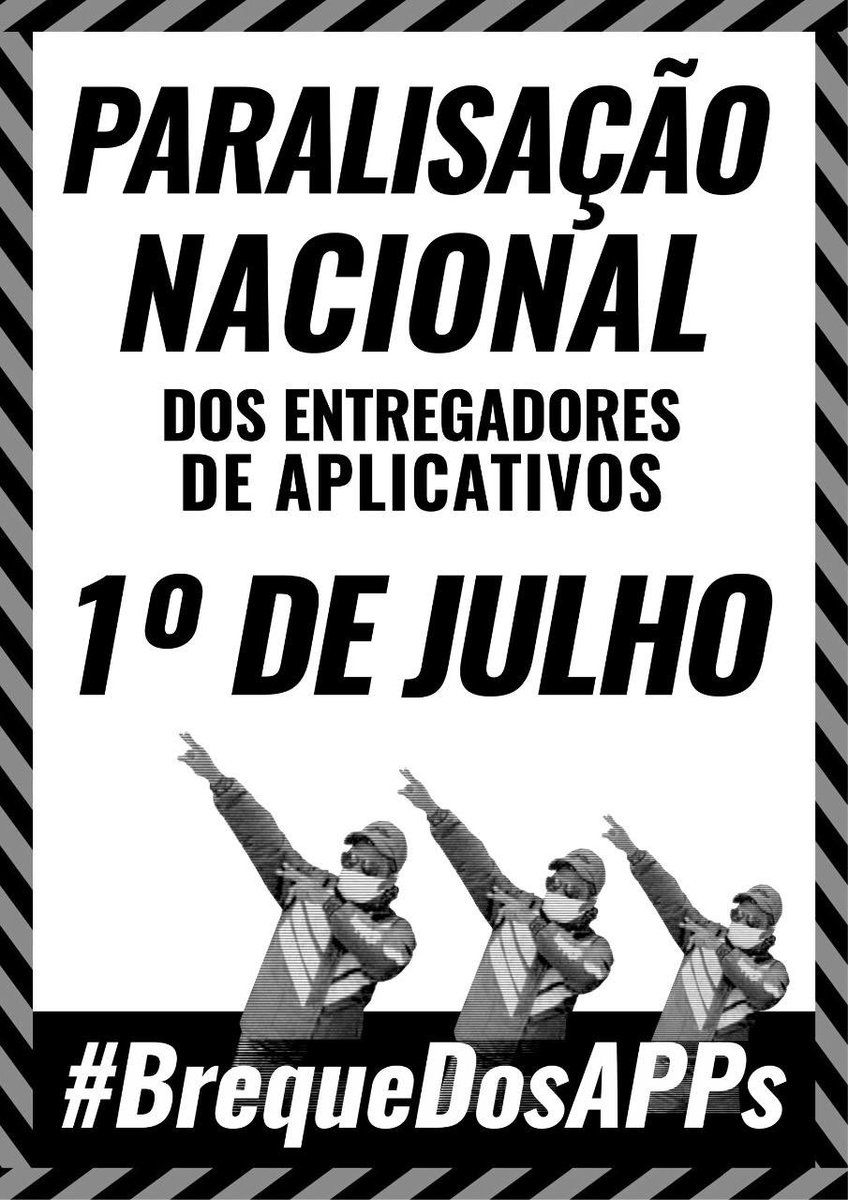 PARALISAÇÃO
NACIONAL
DOS ENTREGADORES
DE APLICATIVOS
1º DE JULHO
#BrequeDosAPPs